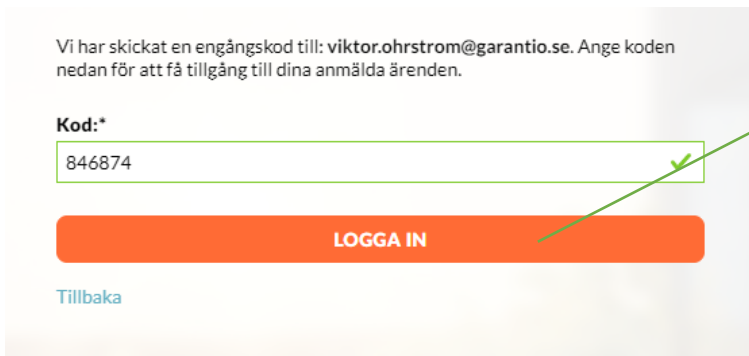 Vi har skickat en engångskod till: viktor.ohrstrom@garantio.se. Ange koden
nedan för att få tillgång till dina anmälda ärenden.
Kod:*
846874
LOGGA IN
Tillbaka